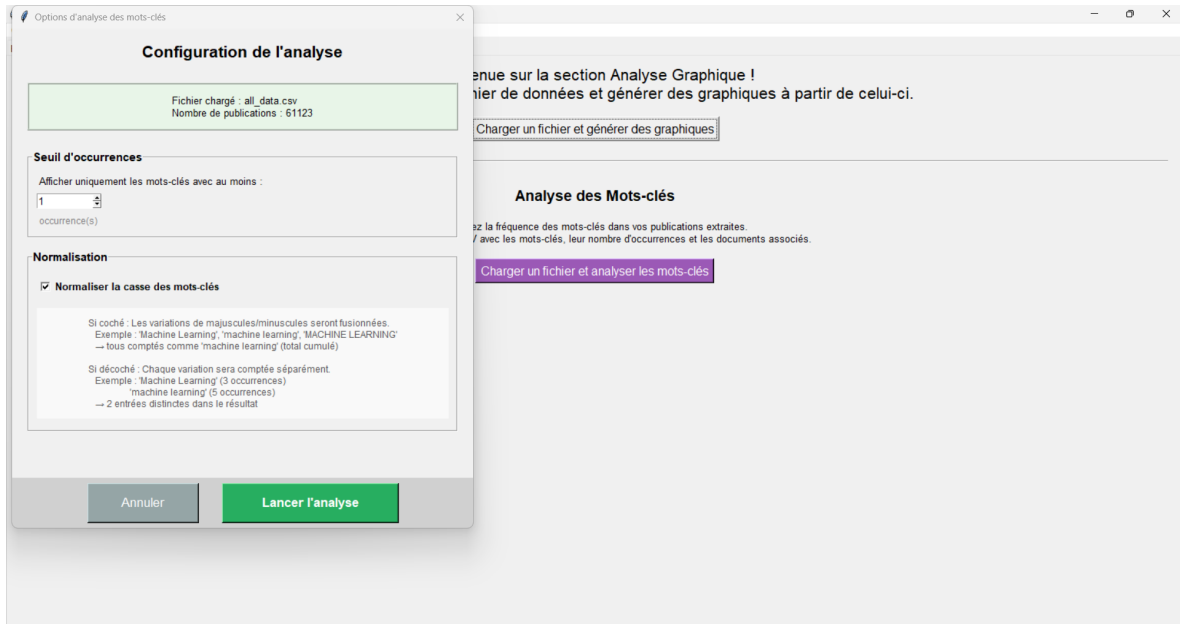 Options d'analyse des mots-clés
Configuration de l'analyse
Fichier chargé : all_data.csv
Nombre de publications : 61123
Seuil d'occurrences
Afficher uniquement les mots-clés avec au moins :
1
occurrence(s)
Normalisation
Normaliser la casse des mots-clés
Si coché : Les variations de majuscules/minuscules seront fusionnées.
Exemple : 'Machine Learning', 'machine learning', 'MACHINE LEARNING'
→ tous comptés comme 'machine learning' (total cumulé)
Si décoché : Chaque variation sera comptée séparément.
Exemple : 'Machine Learning' (3 occurrences)
'machine learning' (5 occurrences)
→ 2 entrées distinctes dans le résultat
Annuler
Lancer l'analyse
enue sur la section Analyse Graphique !
ier de données et générer des graphiques à partir de celui-ci.
Charger un fichier et générer des graphiques
Analyse des Mots-clés
ez la fréquence des mots-clés dans vos publications extraites.
avec les mots-clés, leur nombre d'occurrences et les documents associés.
Charger un fichier et analyser les mots-clés